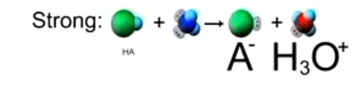 Strong: + → +
HA A⁻ H₃O⁺